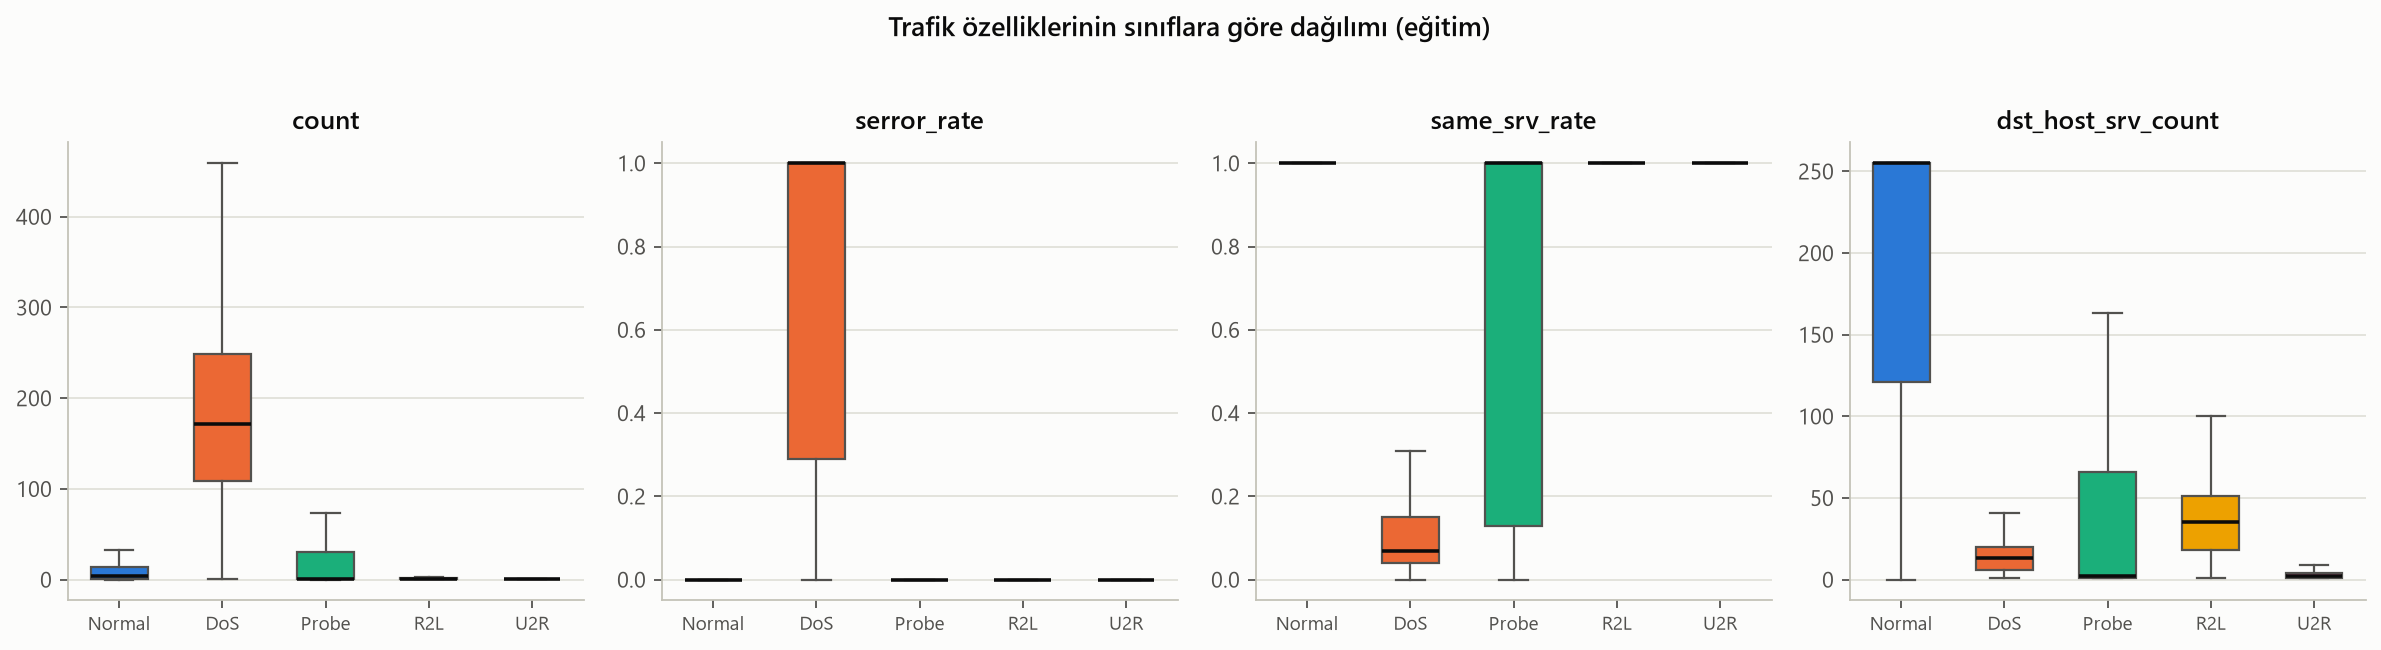 Trafik özelliklerinin sınıflara göre dağılımı (eğitim)
count
400
300
200
100
0
Normal DoS Probe R2L U2R
serror_rate
1.0
0.8
0.6
0.4
0.2
0.0
Normal DoS Probe R2L U2R
same_srv_rate
1.0
0.8
0.6
0.4
0.2
0.0
Normal DoS Probe R2L U2R
dst_host_srv_count
250
200
150
100
50
0
Normal DoS Probe R2L U2R